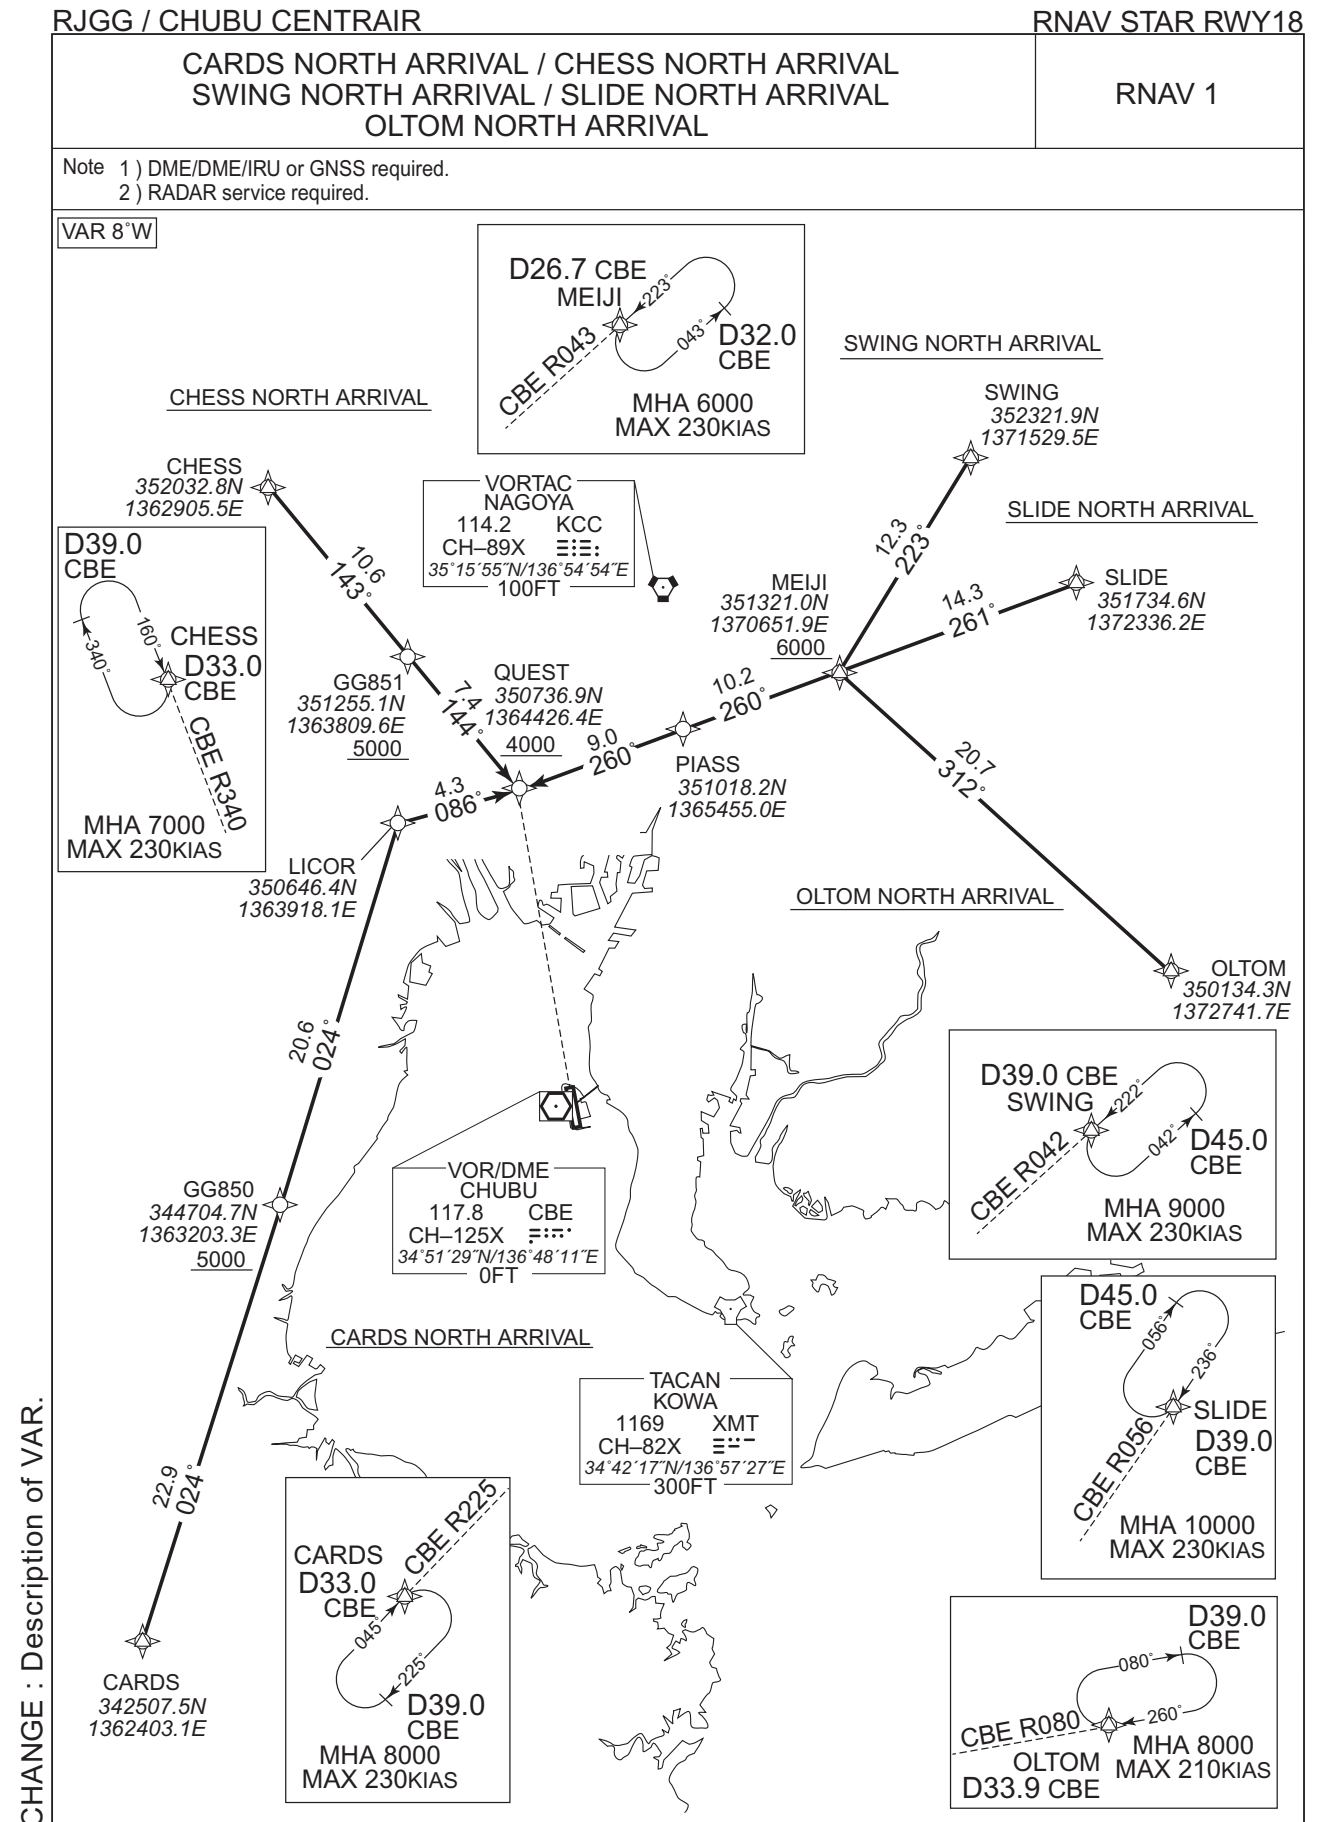 RJGG / CHUBU CENTRAIR
RNAV STAR RWY18
CARDS NORTH ARRIVAL / CHESS NORTH ARRIVAL
SWING NORTH ARRIVAL / SLIDE NORTH ARRIVAL
OLTOM NORTH ARRIVAL
RNAV 1
Note 1 ) DME/DME/IRU or GNSS required.
2 ) RADAR service required.
VAR 8˚W
D26.7 CBE
MEIJI
223˚
043˚
D32.0
CBE
CBE R043
MHA 6000
MAX 230KIAS
SWING NORTH ARRIVAL
CHESS NORTH ARRIVAL
SWING
352321.9N
1371529.5E
CHESS
352032.8N
1362905.5E
VORTAC
NAGOYA
114.2 KCC
CH–89X
35˚15´55˝N/136˚54´54˝E
100FT
SLIDE NORTH ARRIVAL
D39.0
CBE
160˚
340˚
CHESS
D33.0
CBE
CBE R340
MHA 7000
MAX 230KIAS
10.6
143˚
12.3
223˚
MEIJI
351321.0N
1370651.9E
6000
SLIDE
351734.6N
1372336.2E
14.3
261˚
GG851
351255.1N
1363809.6E
5000
7.4
144˚
QUEST
350736.9N
1364426.4E
4000
10.2
260˚
9.0
260˚
PIASS
351018.2N
1365455.0E
20.7
312˚
4.3
086˚
LICOR
350646.4N
1363918.1E
OLTOM NORTH ARRIVAL
OLTOM
350134.3N
1372741.7E
20.6
024˚
D39.0 CBE
SWING
222˚
042˚
D45.0
CBE
CBE R042
MHA 9000
MAX 230KIAS
VOR/DME
CHUBU
117.8 CBE
CH–125X
34˚51´29˝N/136˚48´11˝E
0FT
GG850
344704.7N
1363203.3E
5000
CARDS NORTH ARRIVAL
D45.0
CBE
056˚
236˚
SLIDE
D39.0
CBE
CBE R056
MHA 10000
MAX 230KIAS
TACAN
KOWA
1169 XMT
CH–82X
34˚42´17˝N/136˚57´27˝E
300FT
22.9
024˚
CBE R225
CARDS
D33.0
CBE
045˚
225˚
D39.0
CBE
MHA 8000
MAX 230KIAS
CARDS
342507.5N
1362403.1E
D39.0
CBE
080˚
260˚
CBE R080
OLTOM
D33.9 CBE
MHA 8000
MAX 210KIAS
CHANGE : Description of VAR.